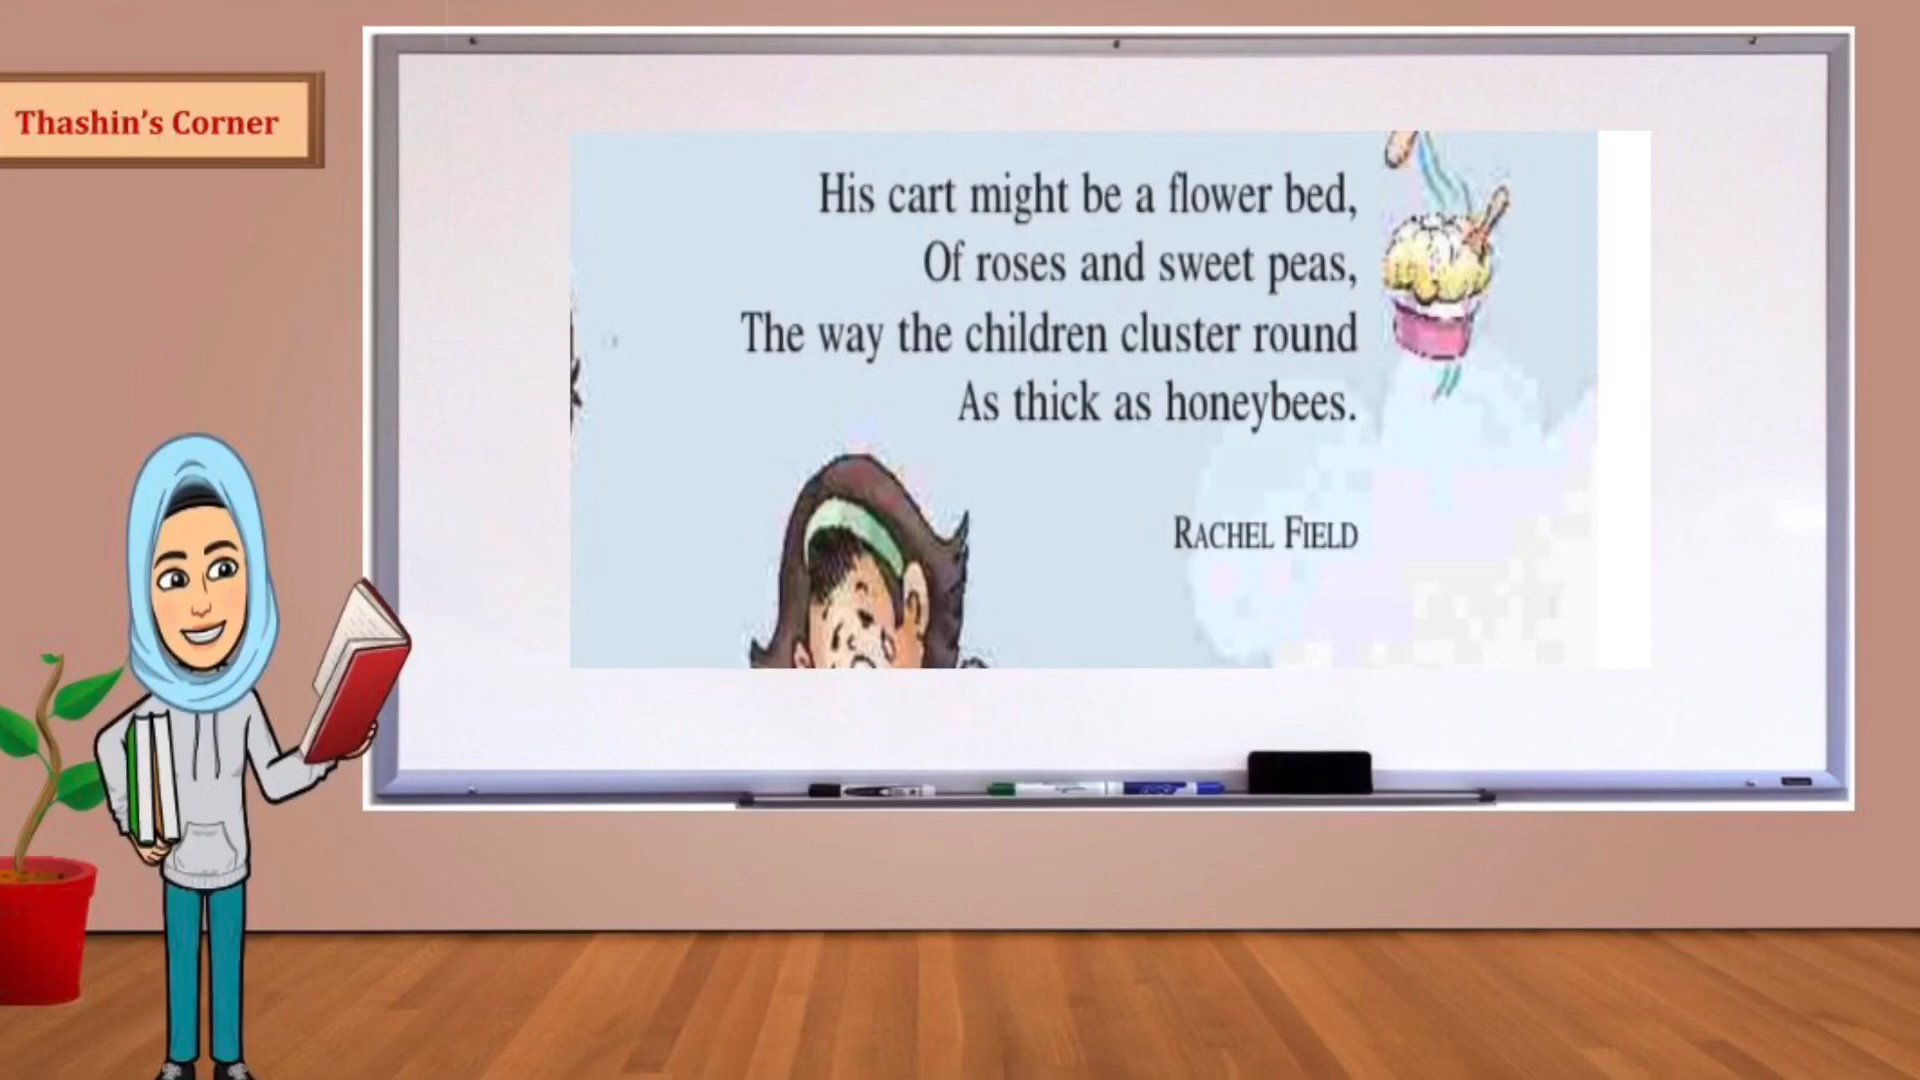 Thashin's Corner
His cart might be a flower bed,
Of roses and sweet peas,
The way the children cluster round
As thick as honeybees.
RACHEL FIELD